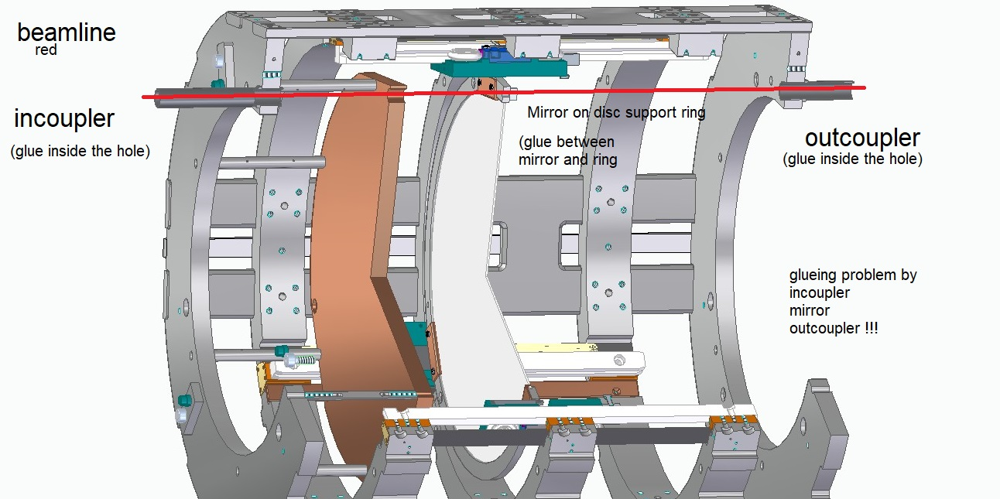 beamline
red
incoupler
(glue inside the hole)
Mirror on disc support ring
(glue between
mirror and ring
outcoupler
(glue inside the hole)
glueing problem by
incoupler
mirror
outcoupler !!!